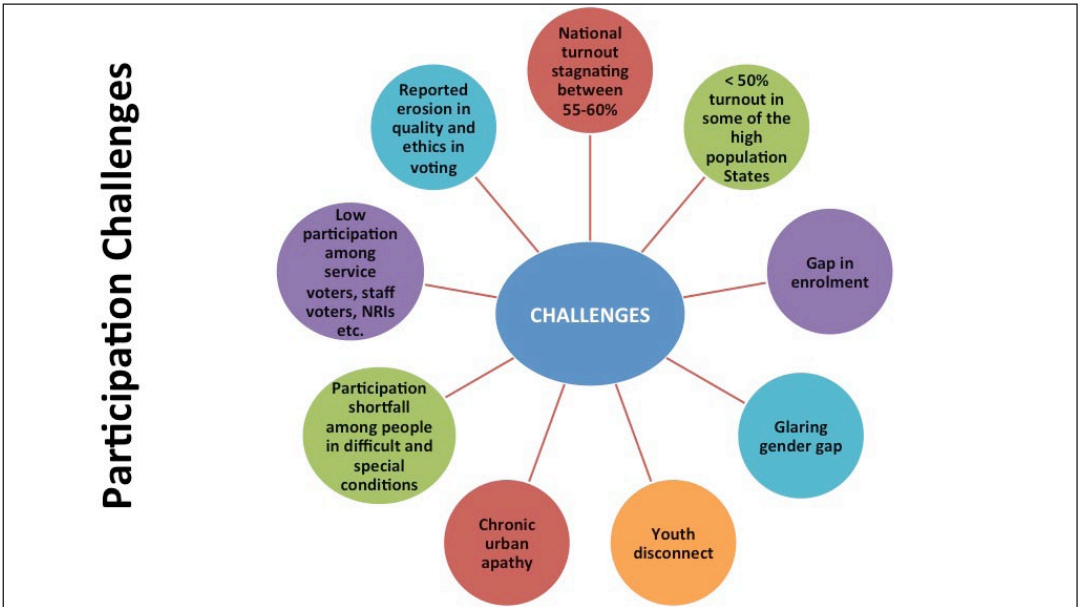 Participation Challenges
National
turnout
stagnating
between
55-60%
< 50%
turnout in
some of the
high
population
States
Gap in
enrolment
Glaring
gender gap
Youth
disconnect
Chronic
urban
apathy
Participation
shortfall
among people
in difficult and
special
conditions
Low
participation
among
service
voters, staff
voters, NRIs
etc.
Reported
erosion in
quality and
ethics in
voting
CHALLENGES